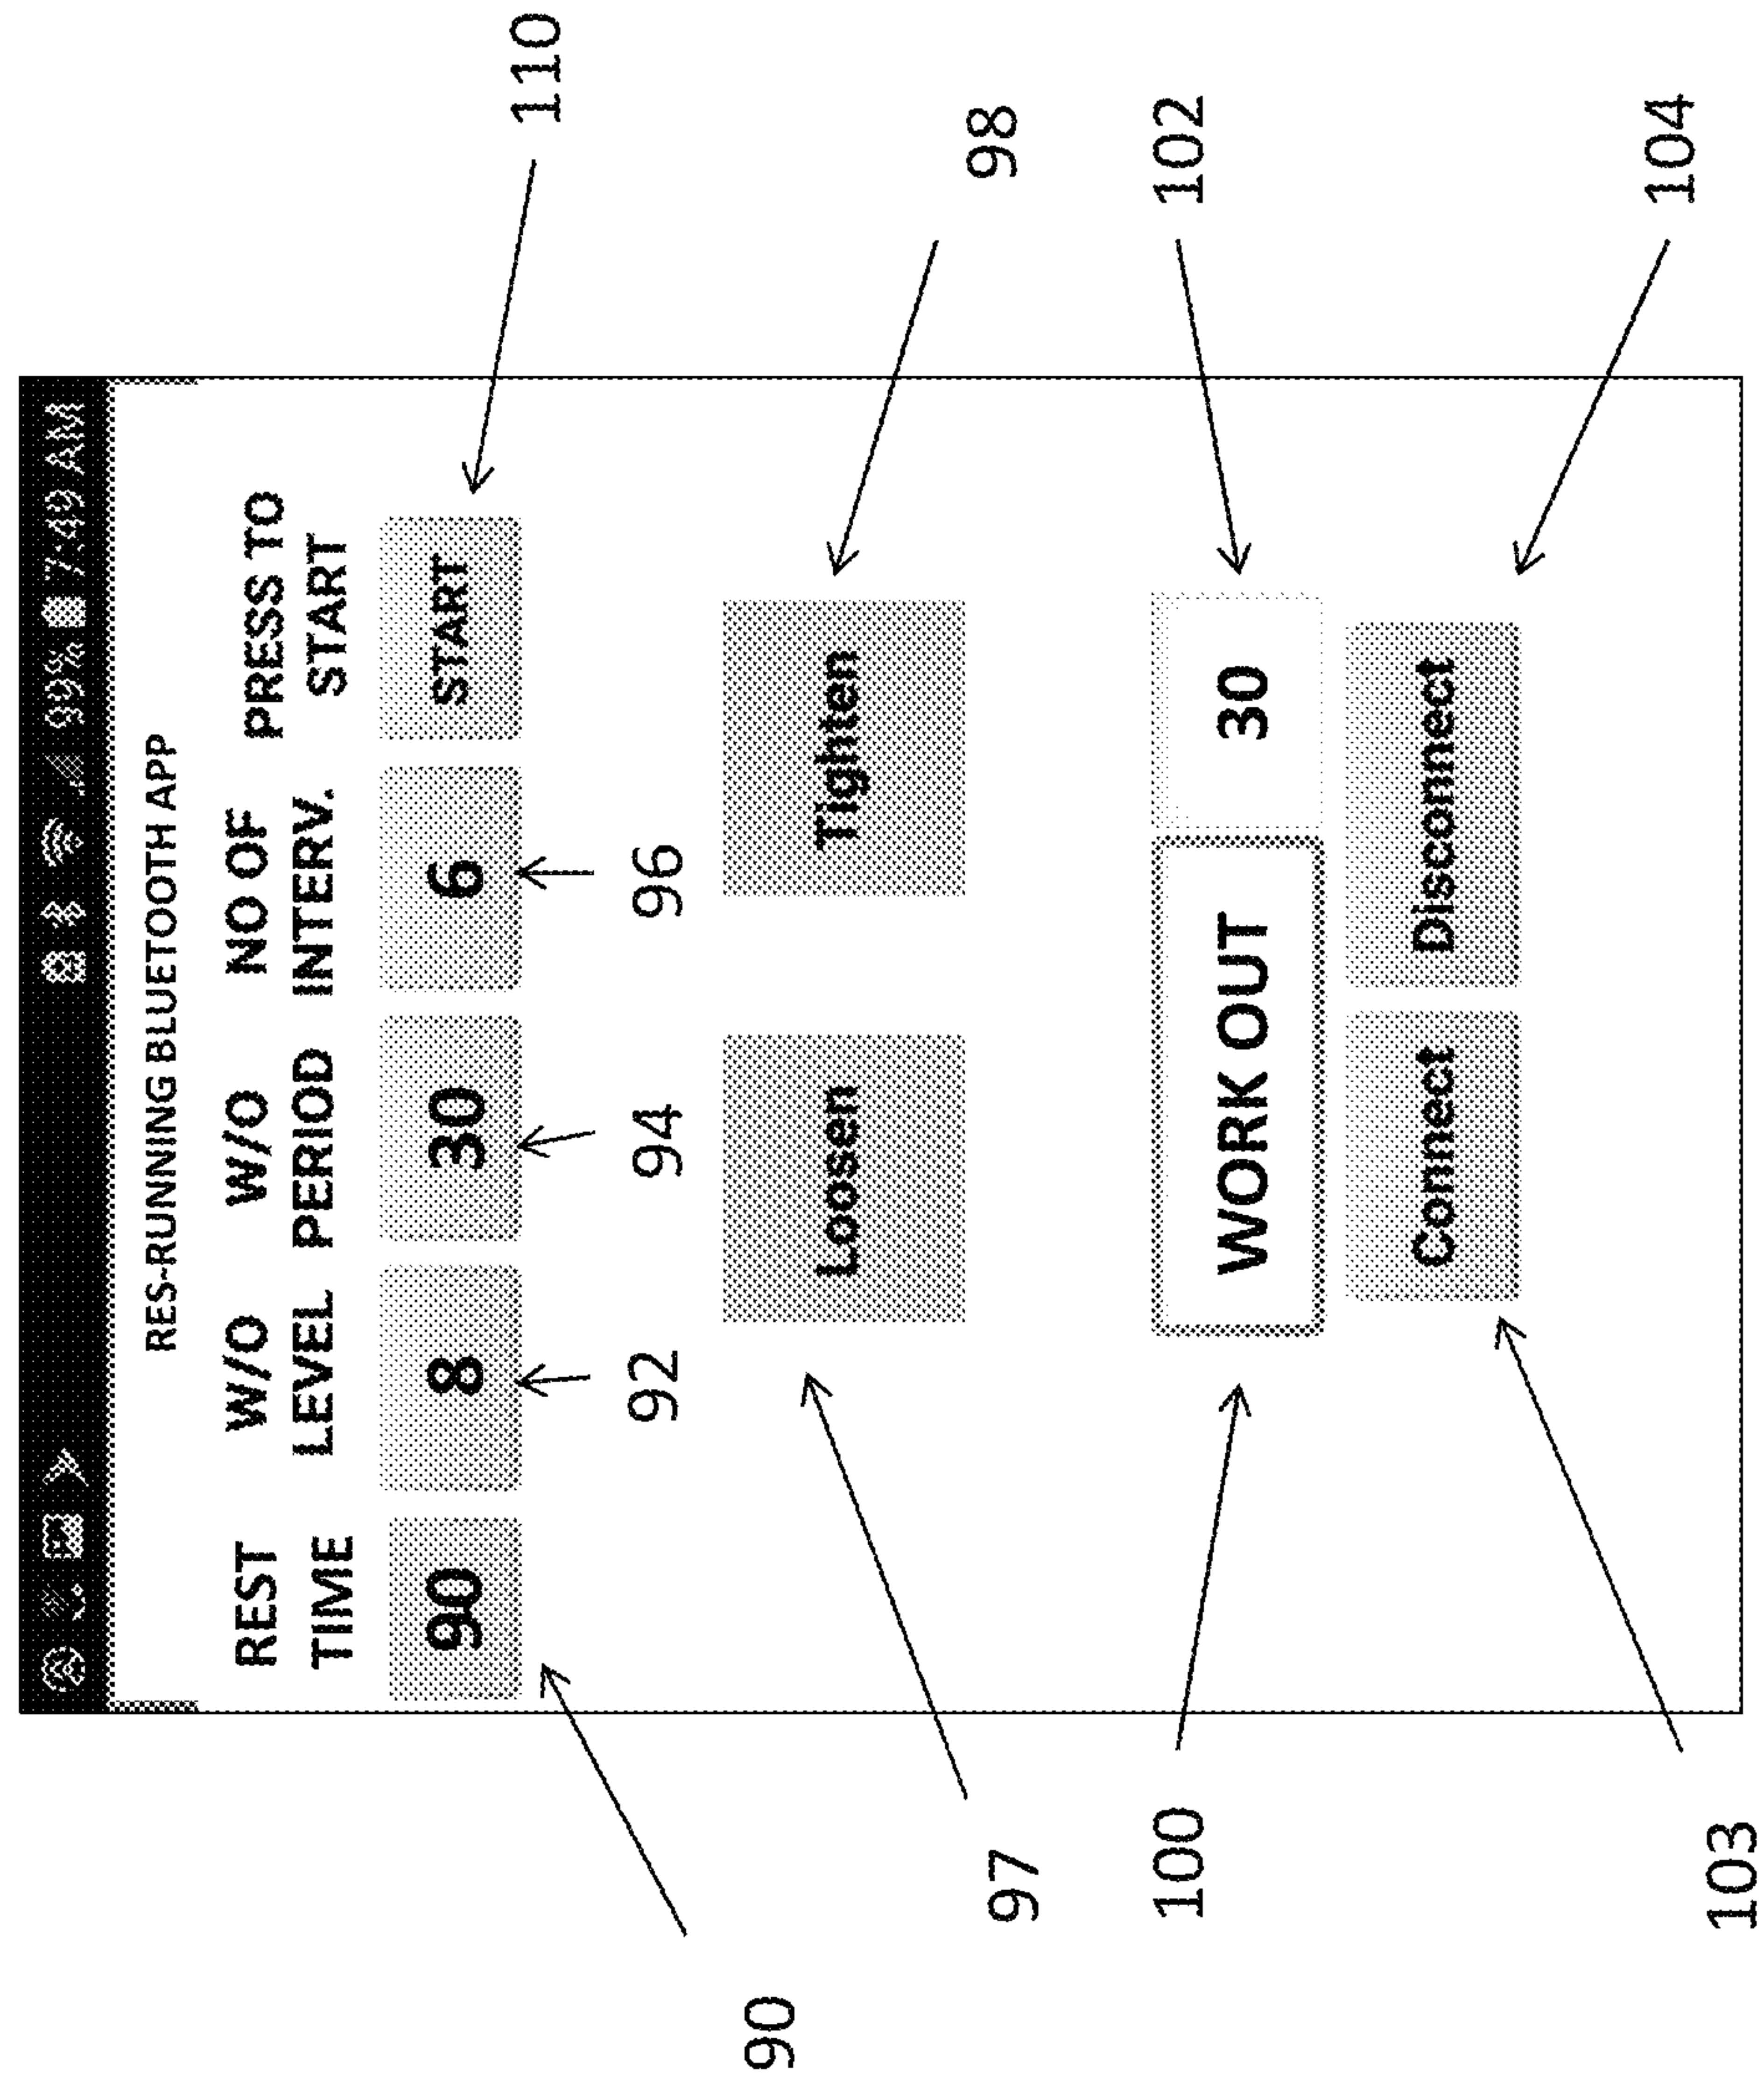 99% 7:49 AM
RES-RUNNING BLUETOOTH APP
REST W/O W/O NO OF PRESS TO
TIME LEVEL PERIOD INTERV. START
90 8 30 6 START
110
92 94 96
Loosen Tighten
90
97
98
WORK OUT 30
100
102
Connect Disconnect
103
104